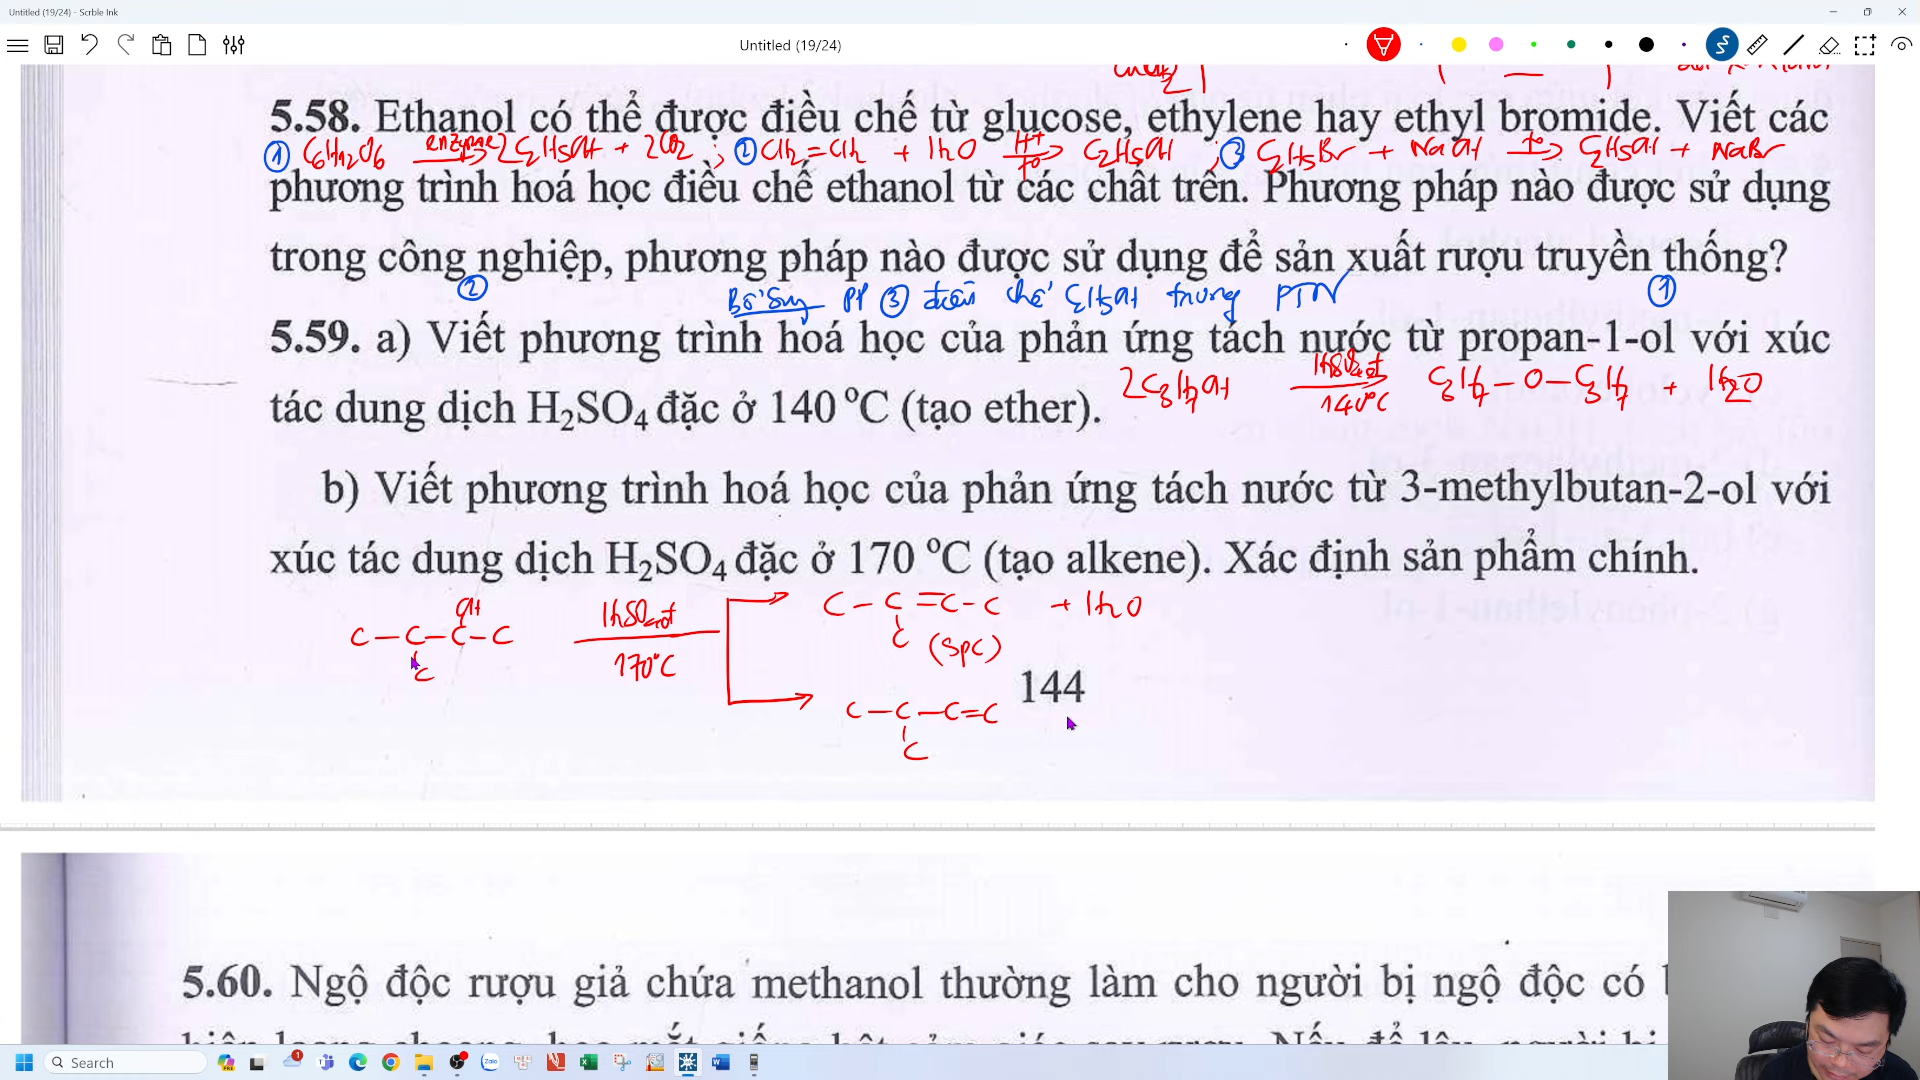 Untitled (19/24) - Scrble Ink
Untitled (19/24)
5.58. Ethanol có thể được điều chế từ glucose, ethylene hay ethyl bromide. Viết các
① C6H12O6 enzyme→ 2C2H5OH + 2CO2 ; ② CH2=CH2 + H2O H+ t° → C2H5OH ; ③ C2H5Br + NaOH t°→ C2H5OH + NaBr
phương trình hoá học điều chế ethanol từ các chất trên. Phương pháp nào được sử dụng
trong công nghiệp, phương pháp nào được sử dụng để sản xuất rượu truyền thống?
② Bổ sung PP ③ điều chế C2H5OH trong PTN ①
5.59. a) Viết phương trình hoá học của phản ứng tách nước từ propan-1-ol với xúc
tác dung dịch H₂SO₄ đặc ở 140 °C (tạo ether). 2C3H7OH H2SO4 đ 140°C → C3H7-O-C3H7 + H2O
b) Viết phương trình hoá học của phản ứng tách nước từ 3-methylbutan-2-ol với
xúc tác dung dịch H₂SO₄ đặc ở 170 °C (tạo alkene). Xác định sản phẩm chính.
OH H2SO4 đ C - C = C - C + H2O
C - C - C - C 170°C C (SPC)
C
144
C - C - C = C
C
5.60. Ngộ độc rượu giả chứa methanol thường làm cho người bị ngộ độc có
Search